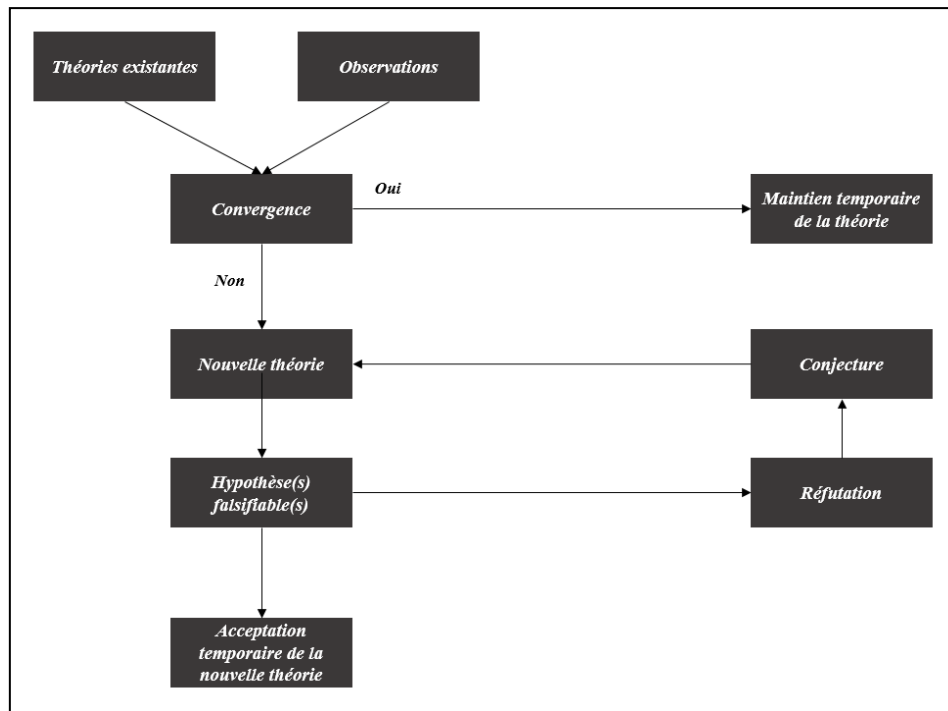 Théories existantes
Observations
Convergence
Oui
Maintien temporaire
de la théorie
Non
Nouvelle théorie
Conjecture
Hypothèse(s)
falsifiable(s)
Réfutation
Acceptation
temporaire de la
nouvelle théorie